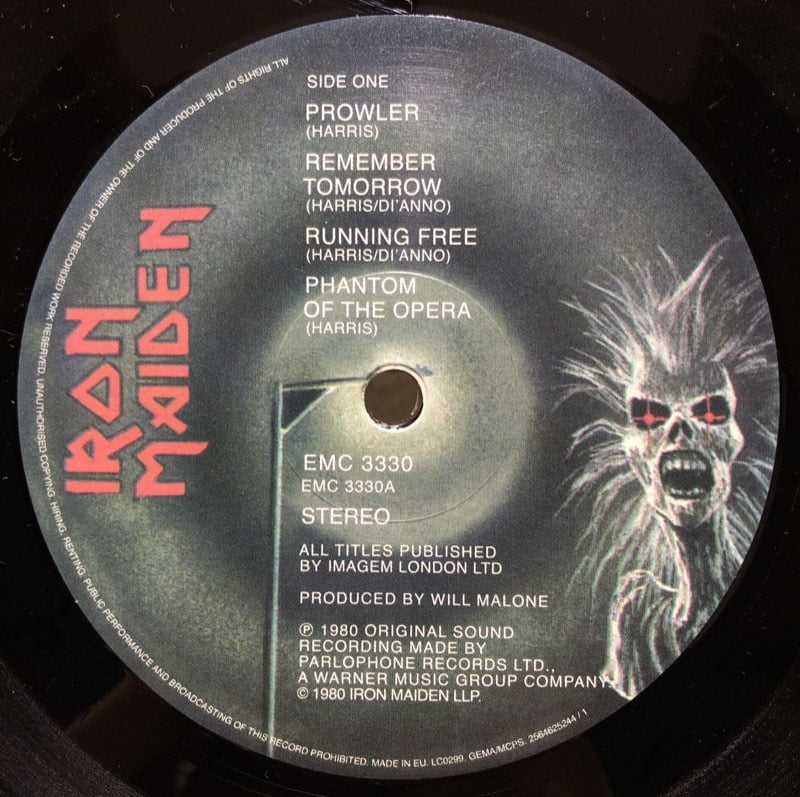 SIDE ONE
PROWLER
(HARRIS)
REMEMBER
TOMORROW
(HARRIS/DI'ANNO)
RUNNING FREE
(HARRIS/DI'ANNO)
PHANTOM
OF THE OPERA
(HARRIS)
IRON
MAIDEN
EMC 3330
EMC 3330A
STEREO
ALL TITLES PUBLISHED
BY IMAGEM LONDON LTD
PRODUCED BY WILL MALONE
℗ 1980 ORIGINAL SOUND
RECORDING MADE BY
PARLOPHONE RECORDS LTD.,
A WARNER MUSIC GROUP COMPANY.
© 1980 IRON MAIDEN LLP.
ALL RIGHTS OF THE PRODUCER AND OF THE OWNER OF THE RECORDED WORK RESERVED. UNAUTHORISED COPYING, HIRING, RENTING, PUBLIC PERFORMANCE AND BROADCASTING OF THIS RECORD PROHIBITED. MADE IN EU. LC0299. GEMA/MCPS. 2564625244 / 1